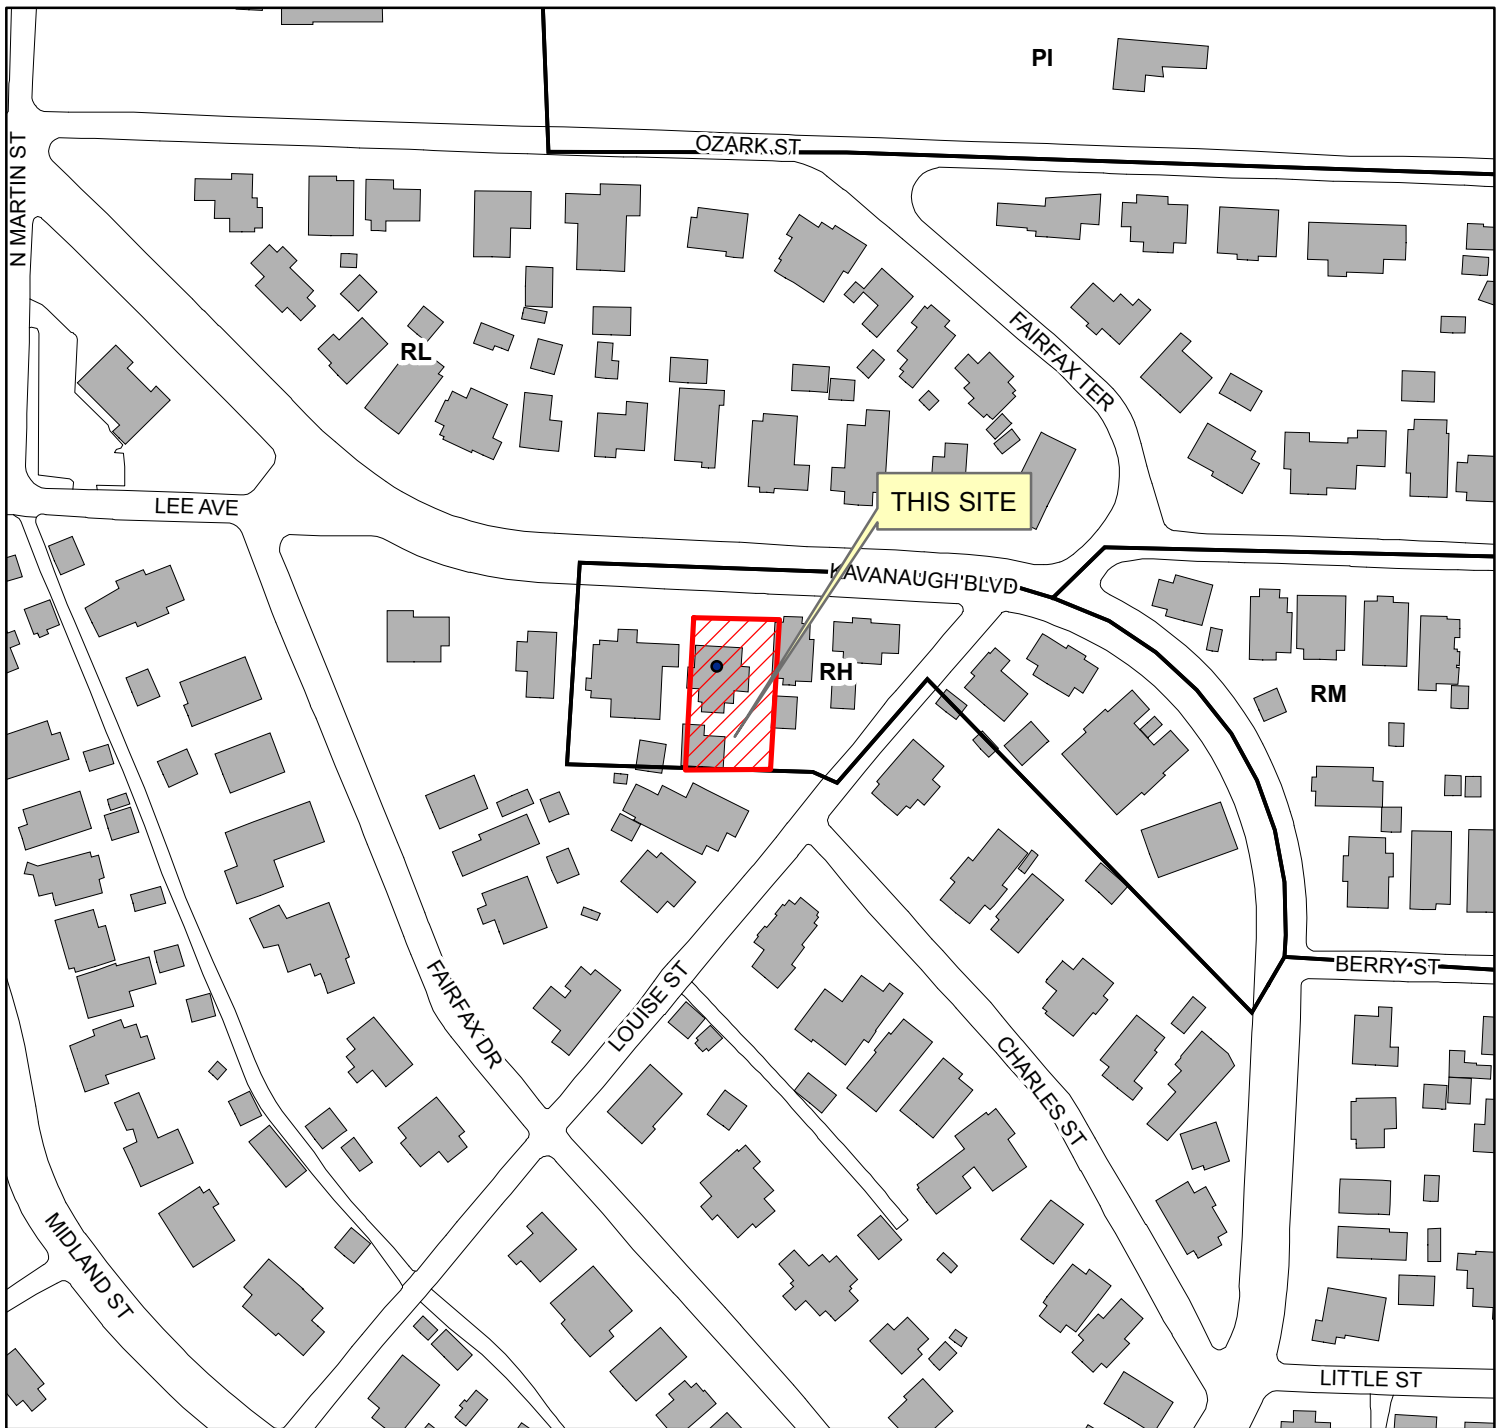 PI
OZARK ST
N MARTIN ST
FAIRFAX TER
RL
THIS SITE
LEE AVE
KAVANAUGH BLVD
RH
RM
BERRY ST
FAIRFAX DR
LOUISE ST
CHARLES ST
MIDLAND ST
LITTLE ST